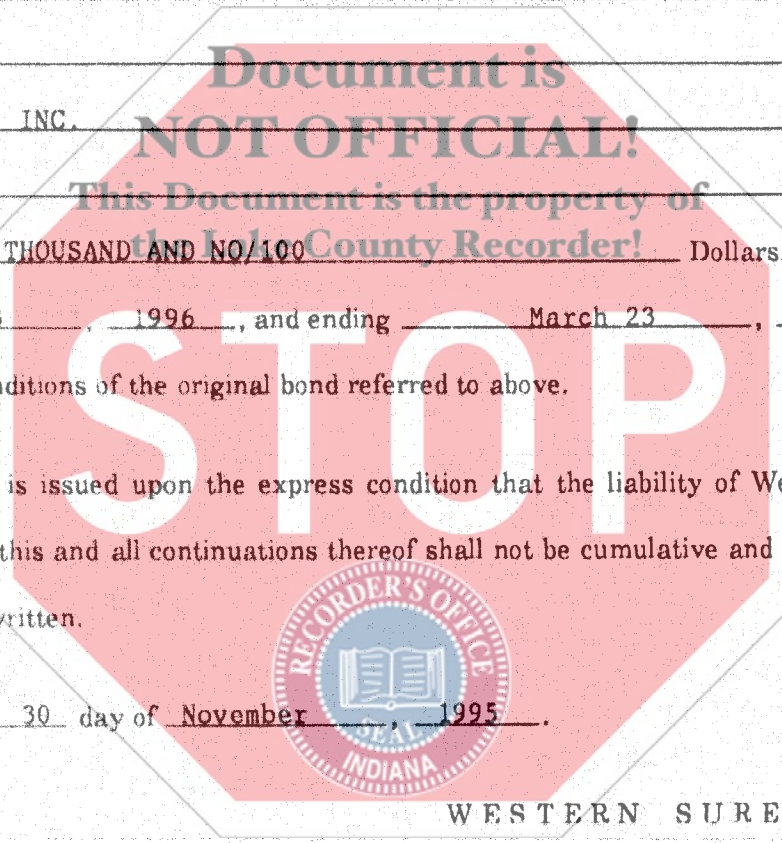 Document is
INC.
NOT OFFICIAL!
This Document is the property of
the Lake County Recorder!
THOUSAND AND NO/100 Dollars
, 1996 , and ending March 23 ,
nditions of the original bond referred to above.
STOP
is issued upon the express condition that the liability of We
this and all continuations thereof shall not be cumulative and
written.
RECORDER'S OFFICE
30 day of November , 1995 .
SEAL
INDIANA
WESTERN SURE